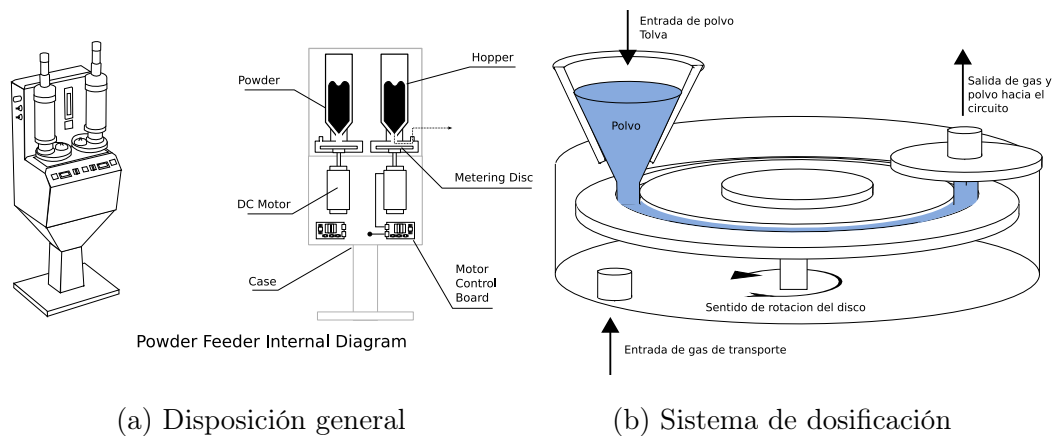 Powder
Hopper
DC Motor
Metering Disc
Case
Motor
Control
Board
Powder Feeder Internal Diagram
Entrada de polvo
Tolva
Polvo
Salida de gas y
polvo hacia el
circuito
Sentido de rotacion del disco
Entrada de gas de transporte
(a) Disposición general
(b) Sistema de dosificación